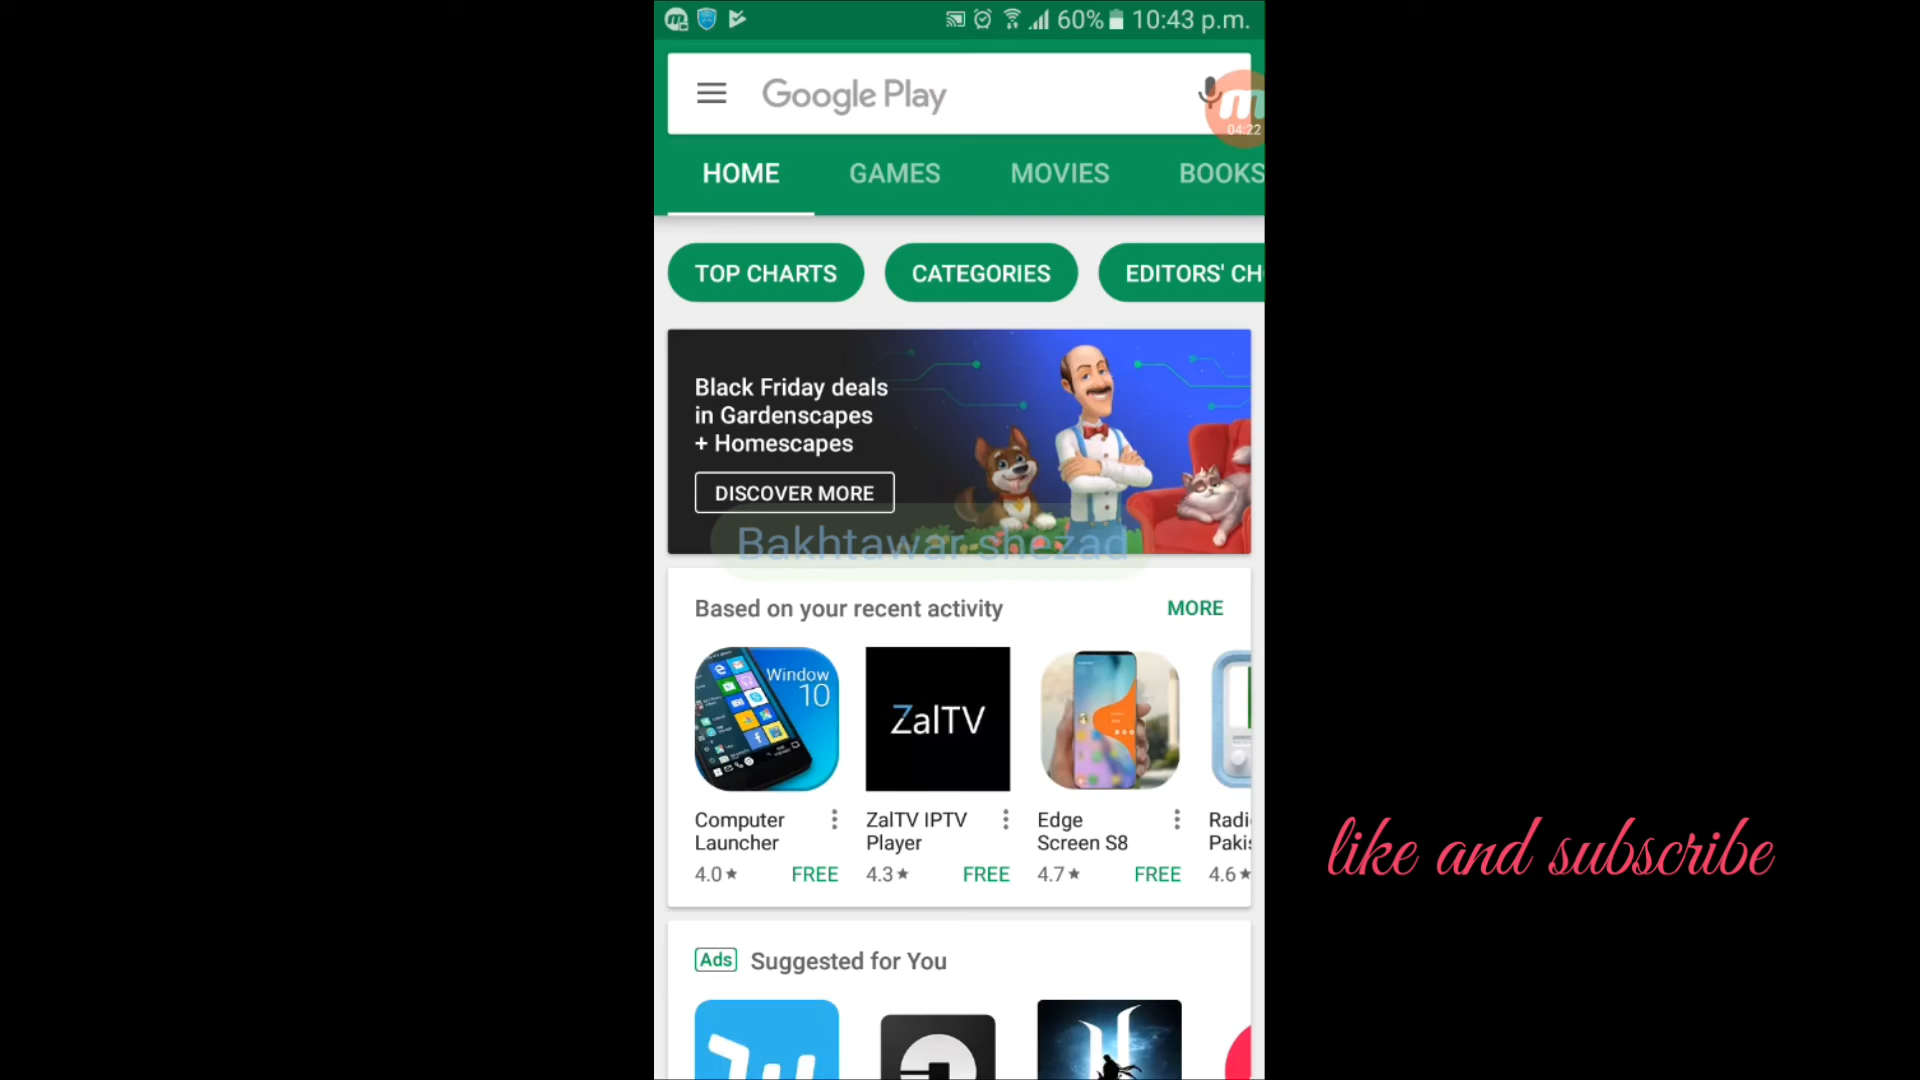 60% 10:43 p.m.
Google Play
m
04:22
HOME GAMES MOVIES BOOKS
TOP CHARTS CATEGORIES EDITORS' CH
Black Friday deals
in Gardenscapes
+ Homescapes
DISCOVER MORE
Bakhtawar shezad
Based on your recent activity MORE
Window
10
ZalTV
Computer
Launcher
4.0★ FREE
ZalTV IPTV
Player
4.3★ FREE
Edge
Screen S8
4.7★ FREE
Radi
Pakis
4.6★
like and subscribe
Ads Suggested for You